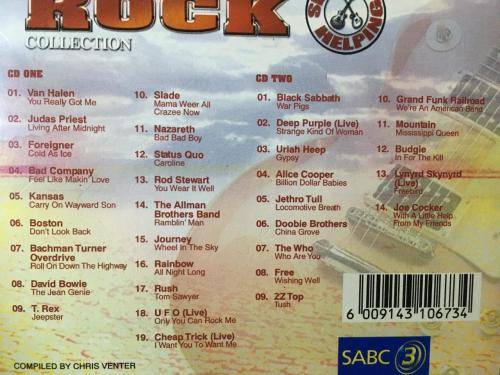 ROCK
COLLECTION
'S HELPING
CD ONE
01. Van Halen
You Really Got Me
02. Judas Priest
Living After Midnight
03. Foreigner
Cold As Ice
04. Bad Company
Feel Like Makin' Love
05. Kansas
Carry On Wayward Son
06. Boston
Don't Look Back
07. Bachman Turner
Overdrive
Roll On Down The Highway
08. David Bowie
The Jean Genie
09. T. Rex
Jeepster
10. Slade
Mama Weer All
Crazee Now
11. Nazareth
Bad Bad Boy
12. Status Quo
Caroline
13. Rod Stewart
You Wear It Well
14. The Allman
Brothers Band
Ramblin' Man
15. Journey
Wheel In The Sky
16. Rainbow
All Night Long
17. Rush
Tom Sawyer
18. U F O (Live)
Only You Can Rock Me
19. Cheap Trick (Live)
I Want You To Want Me
CD TWO
01. Black Sabbath
War Pigs
02. Deep Purple (Live)
Strange Kind Of Woman
03. Uriah Heep
Gypsy
04. Alice Cooper
Billion Dollar Babies
05. Jethro Tull
Locomotive Breath
06. Doobie Brothers
China Grove
07. The Who
Who Are You
08. Free
Wishing Well
09. ZZ Top
Tush
10. Grand Funk Railroad
We're An American Band
11. Mountain
Mississippi Queen
12. Budgie
In For The Kill
13. Lynyrd Skynyrd
(Live)
Freebird
14. Joe Cocker
With A Little Help
From My Friends
6 009143 106734
SABC 3
COMPILED BY CHRIS VENTER